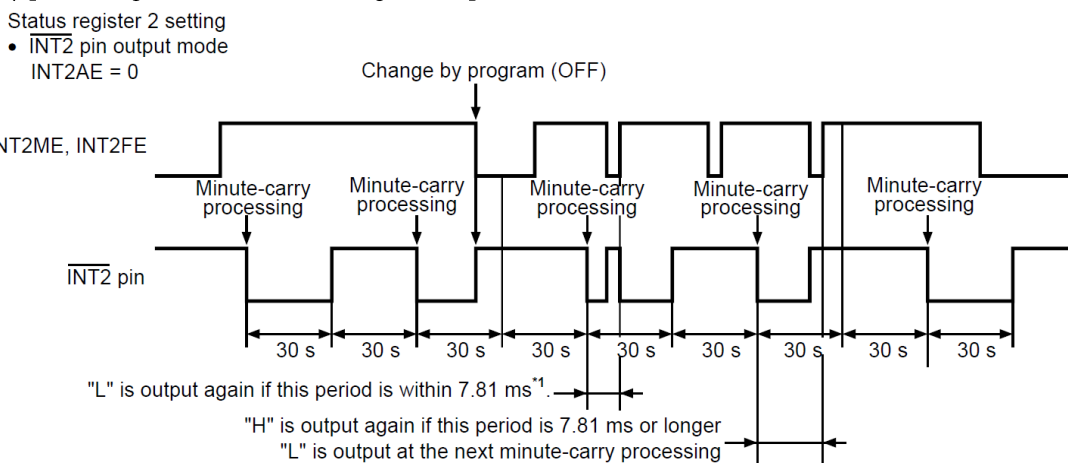 Status register 2 setting
• INT2 pin output mode
INT2AE = 0
Change by program (OFF)
NT2ME, INT2FE
Minute-carry processing
Minute-carry processing
Minute-carry processing
Minute-carry processing
Minute-carry processing
INT2 pin
30 s 30 s 30 s 30 s 30 s 30 s 30 s 30 s 30 s
"L" is output again if this period is within 7.81 ms*1.
"H" is output again if this period is 7.81 ms or longer
"L" is output at the next minute-carry processing